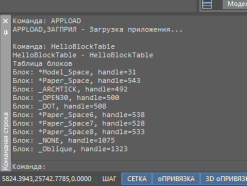 Модел
Команда: APPLOAD
APPLOAD,ЗАГПРИЛ - Загрузка приложения...
Команда: HelloBlockTable
HelloBlockTable - HelloBlockTable
Таблица блоков
Блок: *Model_Space, handle=31
Блок: *Paper_Space, handle=543
Блок: _ARCHTICK, handle=492
Блок: _OPEN30, handle=500
Блок: _DOT, handle=508
Блок: *Paper_Space6, handle=538
Блок: *Paper_Space7, handle=528
Блок: *Paper_Space8, handle=533
Блок: _NONE, handle=1075
Блок: _Oblique, handle=1323
Команда:
Командная строка
5824.3943,25742.7785,0.0000 ШАГ СЕТКА оПРИВЯЗКА 3D оПРИВЯЗ